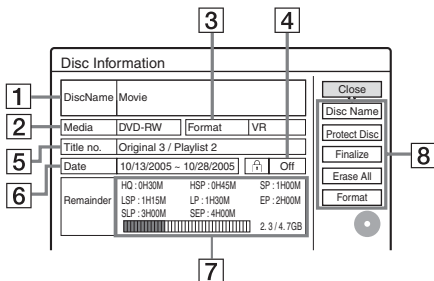 3
4
Disc Information
1
DiscName Movie
Close
2
Media DVD-RW Format VR
Disc Name
5
Title no. Original 3 / Playlist 2
Protect Disc
6
Date 10/13/2005 ~ 10/28/2005 Off
Finalize
8
Remainder
HQ : 0H30M HSP : 0H45M SP : 1H00M
LSP : 1H15M LP : 1H30M EP : 2H00M
SLP : 3H00M SEP : 4H00M
2. 3 / 4. 7GB
Erase All
Format
7